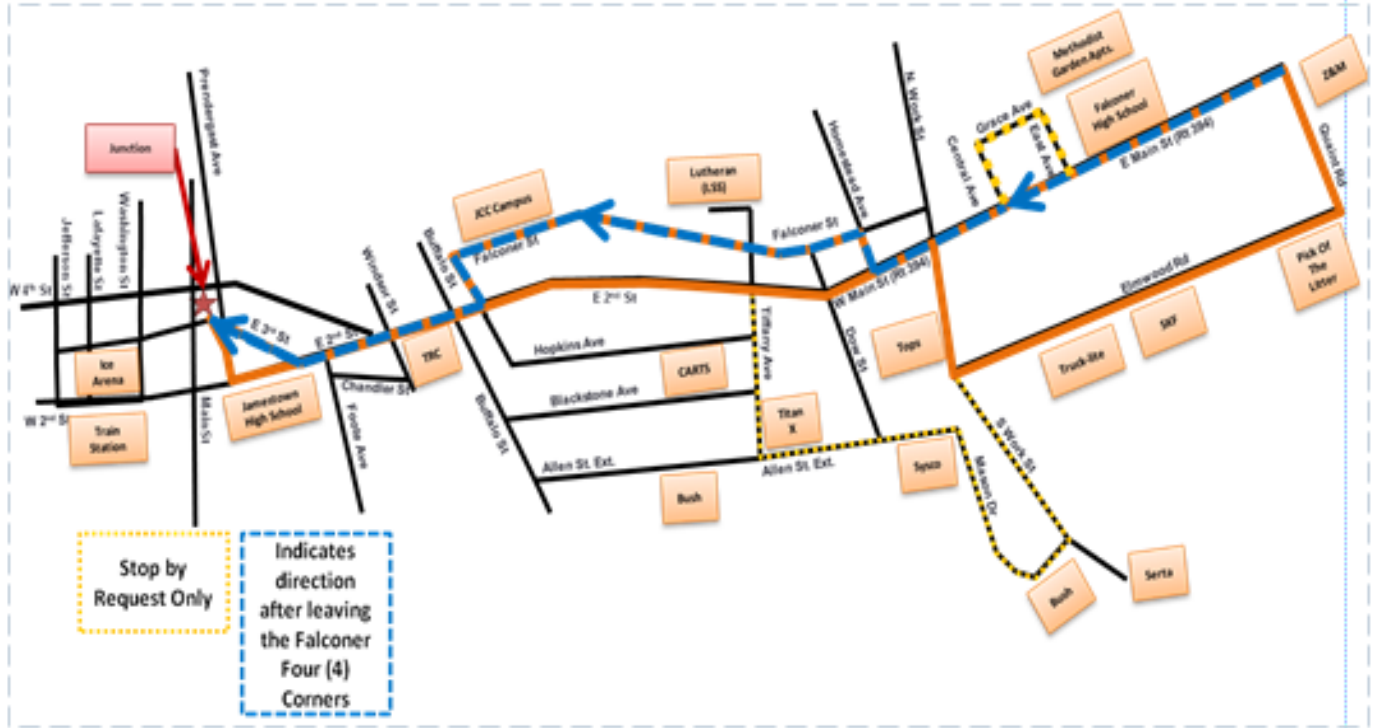 Junction
Prendergast Ave
Jefferson St
Lafayette St
Washington St
W 4th St
W 2nd St
Ice
Arena
Train
Station
Main St
E 3rd St
E 2nd St
Jamestown
High School
Chandler St
Foote Ave
Windsor St
TRC
Buffalo St
Buffalo St
JCC Campus
Falconer St
E 2nd St
Hopkins Ave
Blackstone Ave
Allen St. Ext.
CARTS
Bush
Lutheran
(LSS)
Tiffany Ave
Titan
X
Allen St. Ext.
Falconer St
Homestead Ave
N. Work St
W Main St (Rt 394)
Dow St
Tops
Sysco
Central Ave
Grace Ave
East Ave
Methodist
Garden Apts.
Falconer
High School
E Main St (Rt 394)
Z&M
Quaint Rd
Pick Of
The
Litter
Elmwood Rd
SKF
Truck-lite
S Work St
Mason Dr
Bush
Serta
Stop by
Request Only
Indicates
direction
after leaving
the Falconer
Four (4)
Corners